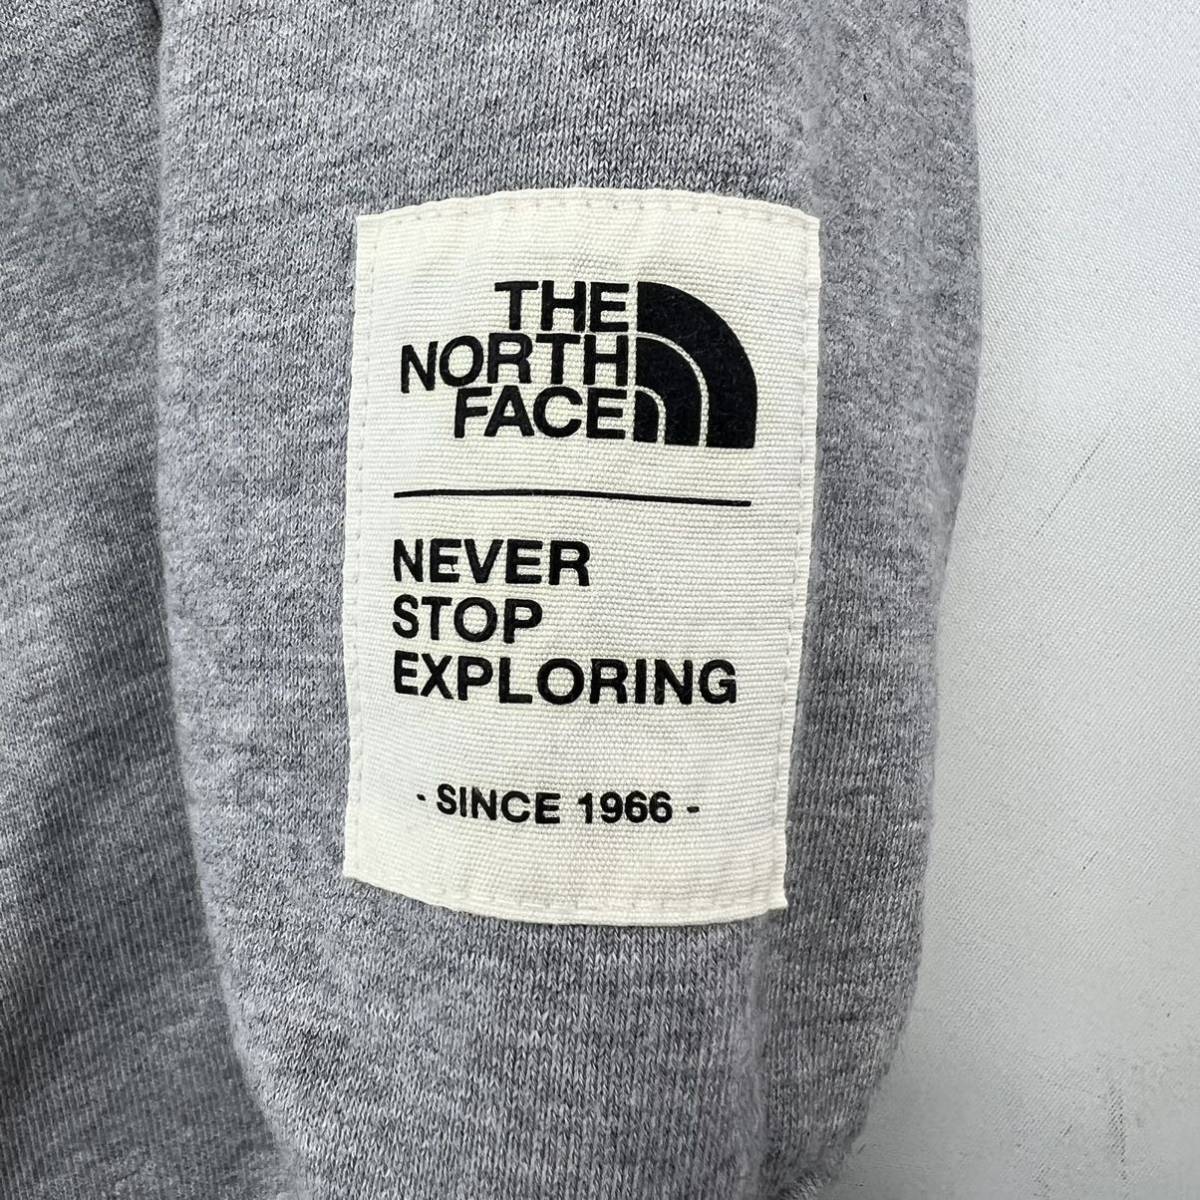 THE
NORTH
FACE
NEVER
STOP
EXPLORING
- SINCE 1966 -